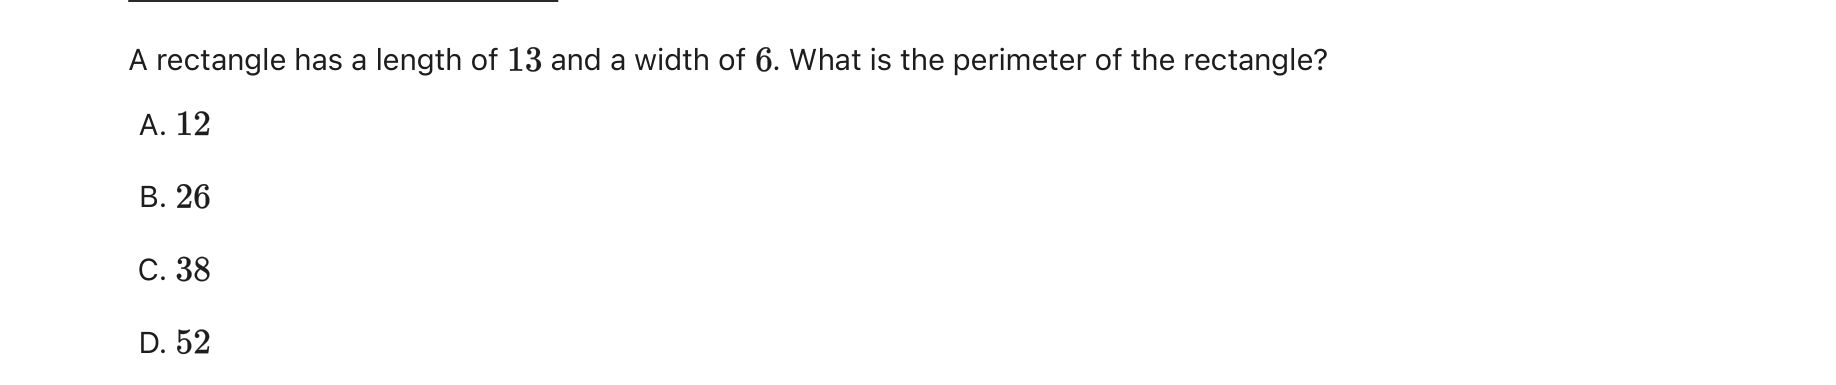 A rectangle has a length of 13 and a width of 6. What is the perimeter of the rectangle?
A. 12
B. 26
C. 38
D. 52